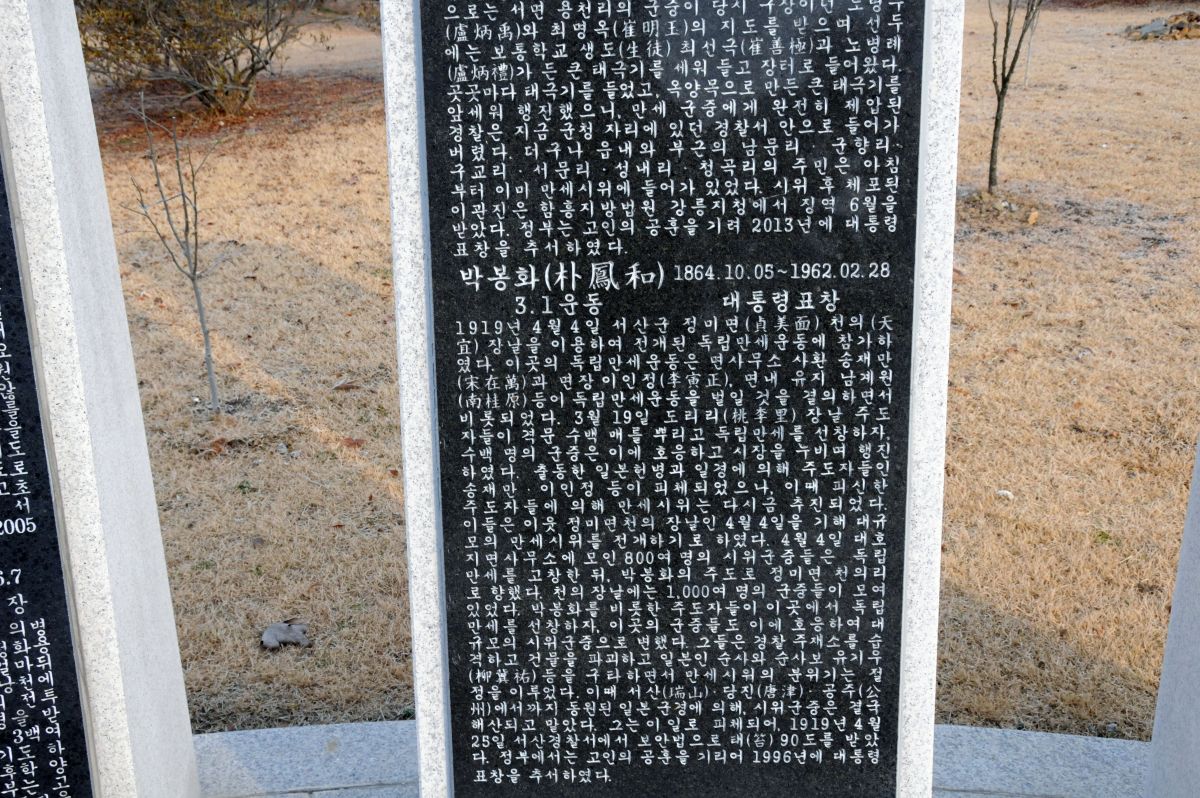 으로는 서면 용천리의 군중이 당시 구장이던 노병우
(盧炳禹)와 최명옥(崔明玉)의 지도를 받으며 선두
에는 보통학교 생도(生徒) 최선극(崔善極)과 노병례
(盧炳禮)가 든 큰 태극기를 세워 들고 장터로 들어왔다.
곳곳마다 태극기를 들었고, 옥양목으로 만든 큰 태극기를
앞세워 행진했으니, 만세 군중에게 완전히 제압된
경찰은 지금 군청 자리에 있던 경찰서 안으로 들어가
버렸다. 더구나 읍내와 부근의 남문리 · 군향리 ·
구교리 · 서문리 · 성내리 · 청곡리의 주민은 아침
부터 이미 만세시위에 들어가 있었다. 시위 후 체포된
이관진은 함흥지방법원 강릉지청에서 징역 6월을
받았다. 정부는 고인의 공훈을 기려 2013년에 대통령
표창을 추서하였다.
박봉화(朴鳳和) 1864.10.05~1962.02.28
3.1운동 대통령표창
1919년 4월 4일 서산군 정미면(貞美面) 천의(天
宜) 장날을 이용하여 전개된 독립만세운동에 참가하
였다. 이곳의 독립만세운동은 면사무소 사환 송재만
(宋在萬)과 면장 이인정(李寅正), 면내 유지 남계원
(南桂原) 등이 독립만세운동을 벌일 것을 결의하면서
비롯되었다. 3월 19일 도리리(桃李里) 장날 주도
자들이 격문 수백 매를 뿌리고 독립만세를 선창하자,
수백 명의 군중은 이에 호응하고 시장을 누비며 행진
하였다. 출동한 일본헌병과 일경에 의해 주도자들인
송재만 · 이인정 등이 피체되었으나, 이때 피신한
주도자들에 의해 만세시위는 다시금 추진되었다.
이들은 이웃 정미면천의 장날인 4월 4일을 기해 대규
모의 만세시위를 전개하기로 하였다. 4월 4일 대호
지면사무소에 모인 800여 명의 시위군중들은 독립
만세를 고창한 뒤, 박봉화의 주도로 정미면 천의리
로 향했다. 천의 장날에는 1,000여 명의 군중들이 모여
있었다. 박봉화를 비롯한 주도자들이 이곳에서 독립
만세를 선창하자, 이곳의 군중들도 이에 호응하여 대
규모의 시위군중으로 변했다. 그들은 경찰 주재소를 습
격하고 건물을 파괴하고 일본인 순사와 순사보 유기우
(柳冀祐) 등을 구타하면서 만세시위의 분위기는 절
정을 이루었다. 이때 서산(瑞山) · 당진(唐津) · 공주(公
州)에서까지 동원된 일본 군경에 의해, 시위군중은 결국
해산되고 말았다. 그는 이 일로 피체되어, 1919년 4월
25일 서산경찰서에서 보안법으로 태(笞) 90도를 받았
다. 정부에서는 고인의 공훈을 기리어 1996년에 대통령
표창을 추서하였다.
2005
6.7